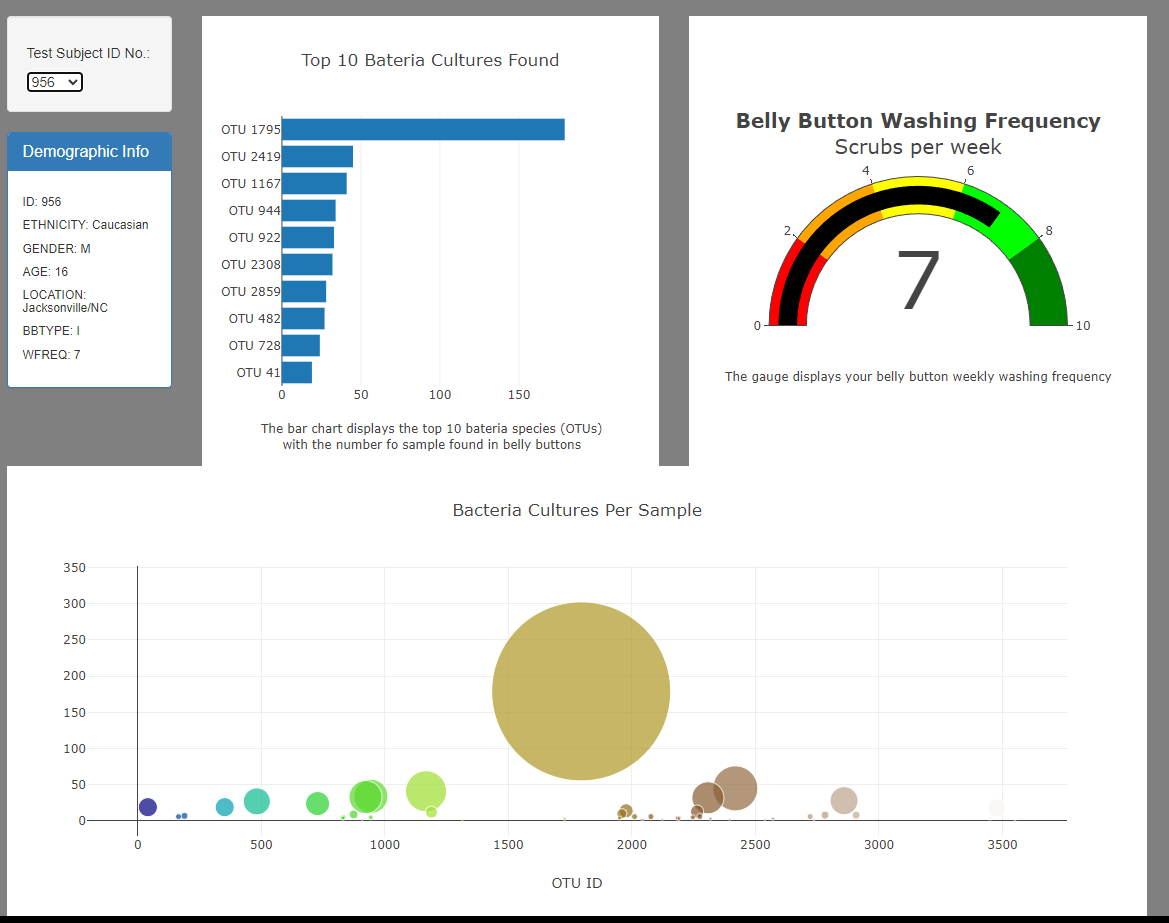 Test Subject ID No.:
956
Demographic Info
ID: 956
ETHNICITY: Caucasian
GENDER: M
AGE: 16
LOCATION:
Jacksonville/NC
BBTYPE: I
WFREQ: 7
Top 10 Bateria Cultures Found
OTU 1795
OTU 2419
OTU 1167
OTU 944
OTU 922
OTU 2308
OTU 2859
OTU 482
OTU 728
OTU 41
0 50 100 150
The bar chart displays the top 10 bateria species (OTUs)
with the number fo sample found in belly buttons
Belly Button Washing Frequency
Scrubs per week
4 6
2 8
7
0 10
The gauge displays your belly button weekly washing frequency
Bacteria Cultures Per Sample
350
300
250
200
150
100
50
0
0 500 1000 1500 2000 2500 3000 3500
OTU ID